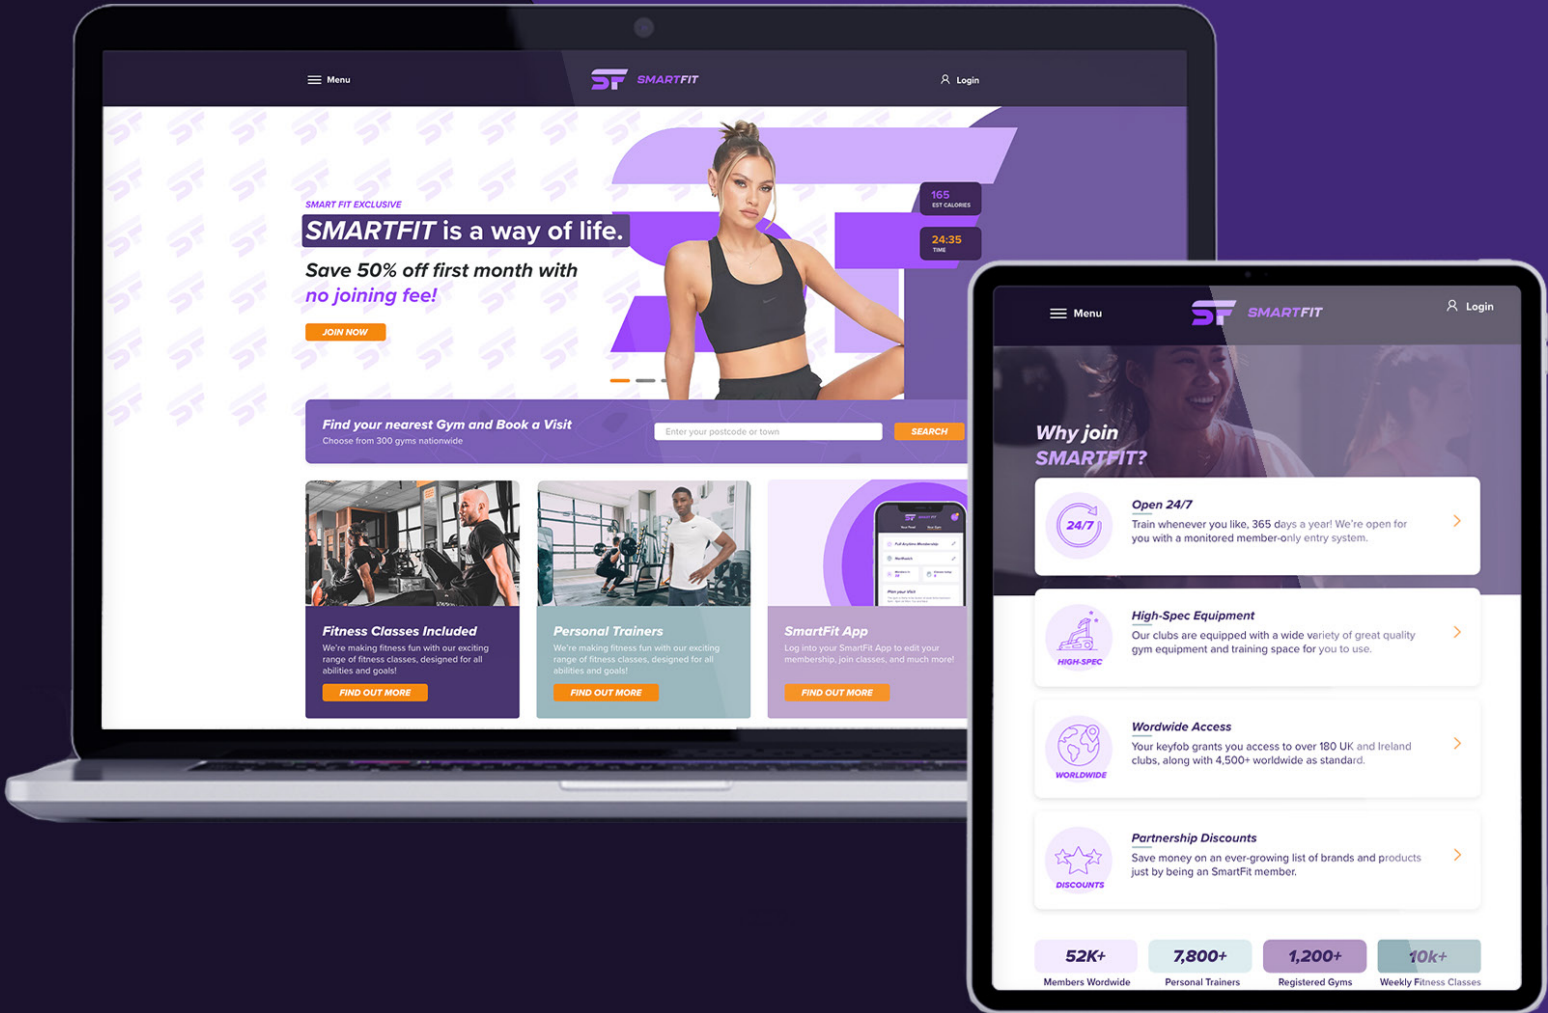 Menu
SF SMARTFIT
Login
SMART FIT EXCLUSIVE
SMARTFIT is a way of life.
Save 50% off first month with
no joining fee!
JOIN NOW
165
EST CALORIES
24:35
TIME
Find your nearest Gym and Book a Visit
Choose from 300 gyms nationwide
Enter your postcode or town
SEARCH
Fitness Classes Included
We're making fitness fun with our exciting
range of fitness classes, designed for all
abilities and goals!
FIND OUT MORE
Personal Trainers
We're making fitness fun with our exciting
range of fitness classes, designed for all
abilities and goals!
FIND OUT MORE
Full Anytime Membership
Plan your visit
SmartFit App
Log into your SmartFit App to edit your
membership, join classes, and much more!
FIND OUT MORE
Menu
SF SMARTFIT
Login
Why join
SMARTFIT?
24/7
Open 24/7
Train whenever you like, 365 days a year! We're open for
you with a monitored member-only entry system.
HIGH-SPEC
High-Spec Equipment
Our clubs are equipped with a wide variety of great quality
gym equipment and training space for you to use.
WORLDWIDE
Wordwide Access
Your keyfob grants you access to over 180 UK and Ireland
clubs, along with 4,500+ worldwide as standard.
DISCOUNTS
Partnership Discounts
Save money on an ever-growing list of brands and products
just by being an SmartFit member.
52K+
Members Wordwide
7,800+
Personal Trainers
1,200+
Registered Gyms
10k+
Weekly Fitness Classes